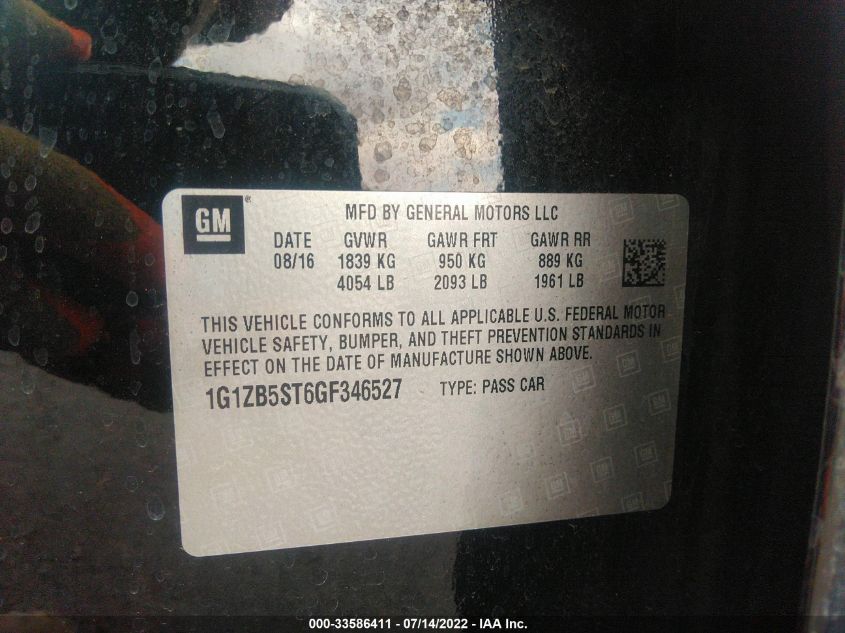 GM ®
MFD BY GENERAL MOTORS LLC
DATE GVWR GAWR FRT GAWR RR
08/16 1839 KG 950 KG 889 KG
4054 LB 2093 LB 1961 LB
THIS VEHICLE CONFORMS TO ALL APPLICABLE U.S. FEDERAL MOTOR
VEHICLE SAFETY, BUMPER, AND THEFT PREVENTION STANDARDS IN
EFFECT ON THE DATE OF MANUFACTURE SHOWN ABOVE.
1G1ZB5ST6GF346527 TYPE: PASS CAR
000-33586411 - 07/14/2022 - IAA Inc.